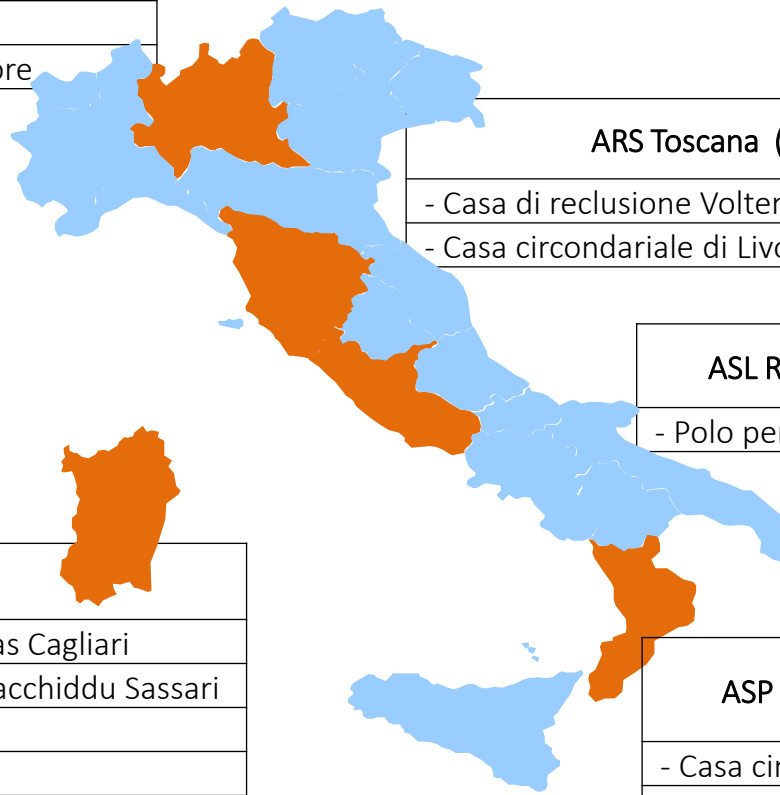 ore
ARS Toscana (
- Casa di reclusione Volter
- Casa circondariale di Livo
ASL R
- Polo pe
as Cagliari
acchiddu Sassari
ASP
- Casa cir